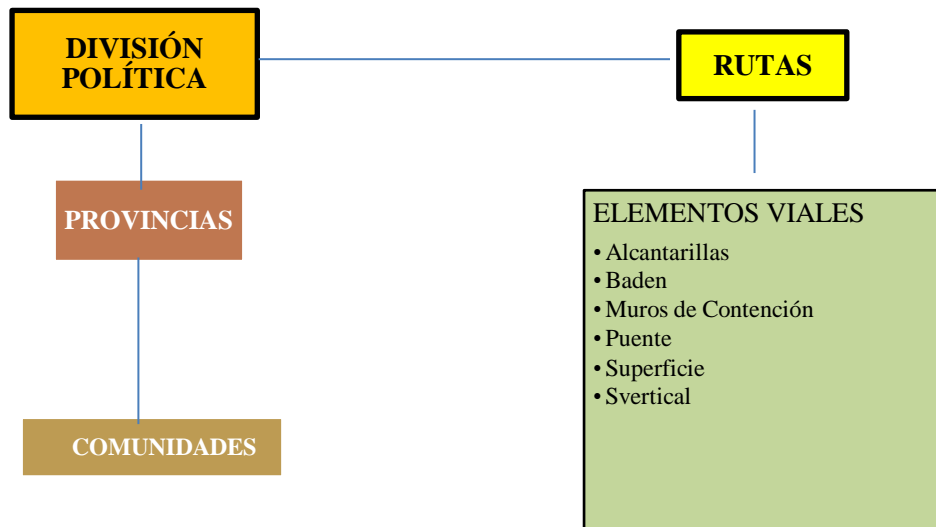 DIVISIÓN
POLÍTICA
RUTAS
PROVINCIAS
COMUNIDADES
ELEMENTOS VIALES
• Alcantarillas
• Baden
• Muros de Contención
• Puente
• Superficie
• Svertical